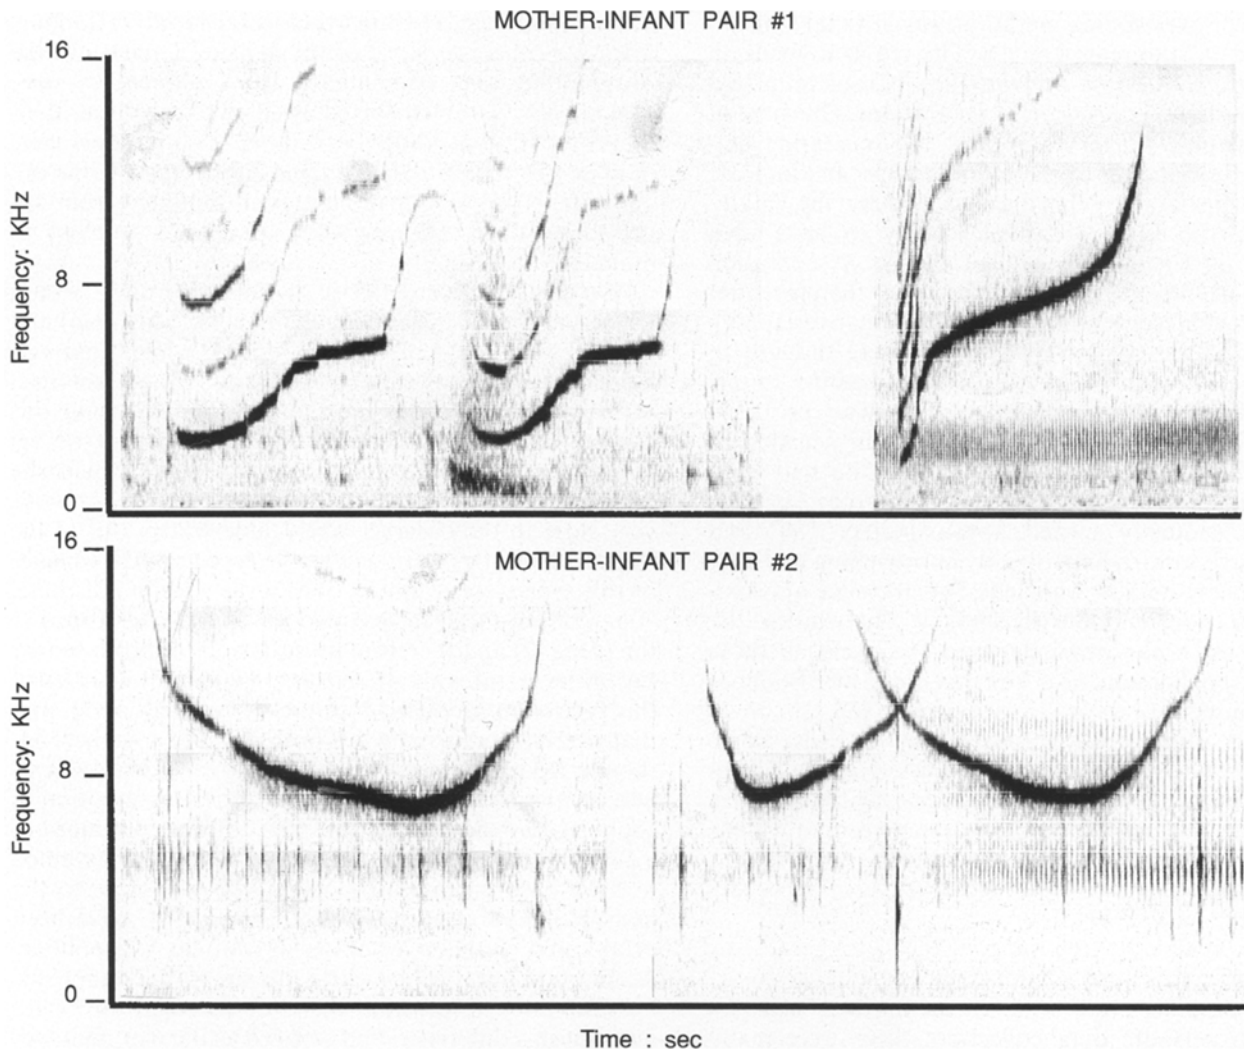 MOTHER-INFANT PAIR #1
16
Frequency: KHz
8
0
16
MOTHER-INFANT PAIR #2
Frequency: KHz
8
0
Time : sec